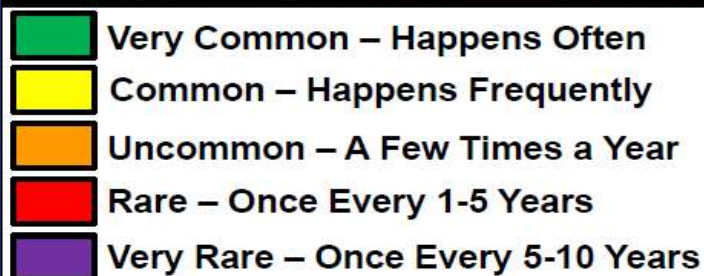 Very Common – Happens Often
Common – Happens Frequently
Uncommon – A Few Times a Year
Rare – Once Every 1-5 Years
Very Rare – Once Every 5-10 Years